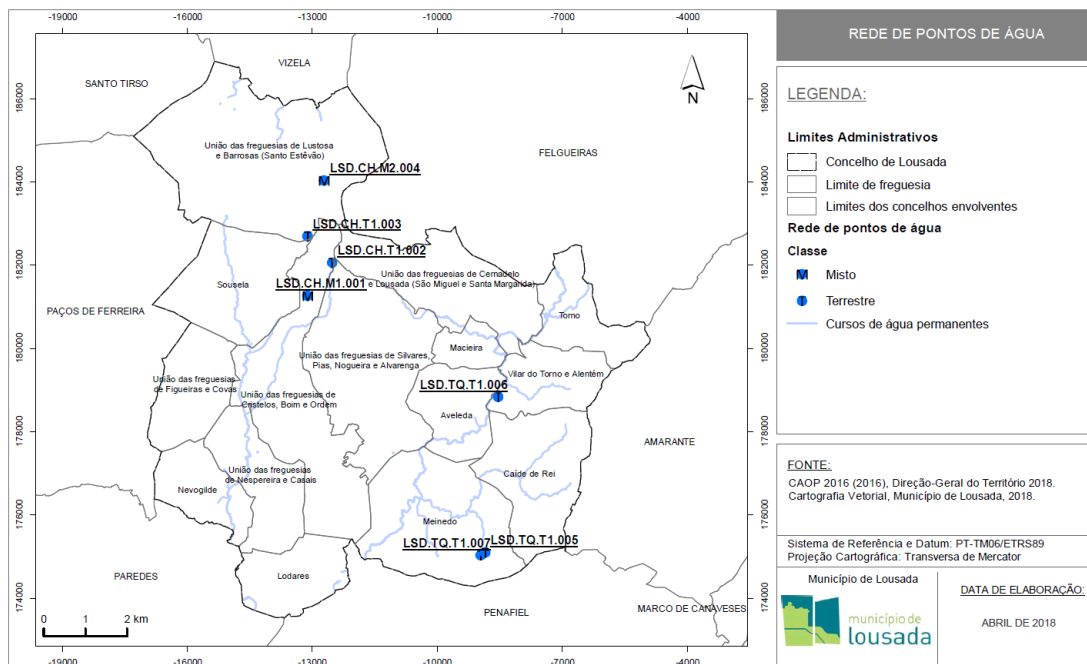 -19000 -16000 -13000 -10000 -7000 -4000
REDE DE PONTOS DE ÁGUA
VIZELA
SANTO TIRSO
186000
186000
N
LEGENDA:
Limites Administrativos
Concelho de Lousada
Limite de freguesia
Limites dos concelhos envolventes
Rede de pontos de água
Classe
M Misto
T Terrestre
Cursos de água permanentes
União das freguesias de Lustosa
e Barrosas (Santo Estêvão)
FELGUEIRAS
LSD.CH.M2.004
184000
184000
LSD.CH.T1.003
LSD.CH.T1.002
182000
182000
União das freguesias de Cernadelo
e Lousada (São Miguel e Santa Margarida)
LSD.CH.M1.001
Sousela
PAÇOS DE FERREIRA
Torno
180000
180000
Macieira
União das freguesias de Silvares,
Pias, Nogueira e Alvarenga
Vilar do Torno e Alentém
União das freguesias
de Figueiras e Covas
LSD.TQ.T1.006
União das freguesias de
Cristelos, Boim e Ordem
Aveleda
178000
178000
AMARANTE
União das freguesias
de Nespereira e Casais
Caíde de Rei
Nevogilde
176000
176000
Meinedo
LSD.TQ.T1.007
LSD.TQ.T1.005
PAREDES
Lodares
174000
174000
PENAFIEL
MARCO DE CANAVESES
0 1 2 km
-19000 -16000 -13000 -10000 -7000 -4000
FONTE:
CAOP 2016 (2016), Direção-Geral do Território 2018.
Cartografia Vetorial, Município de Lousada, 2018.
Sistema de Referência e Datum: PT-TM06/ETRS89
Projeção Cartográfica: Transversa de Mercator
Município de Lousada
município de
lousada
DATA DE ELABORAÇÃO:
ABRIL DE 2018